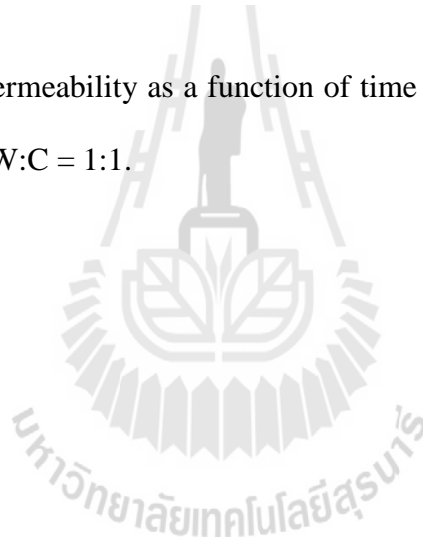 ermeability as a function of time
W:C = 1:1.
มหาวิทยาลัยเทคโนโลยีสุรนารี